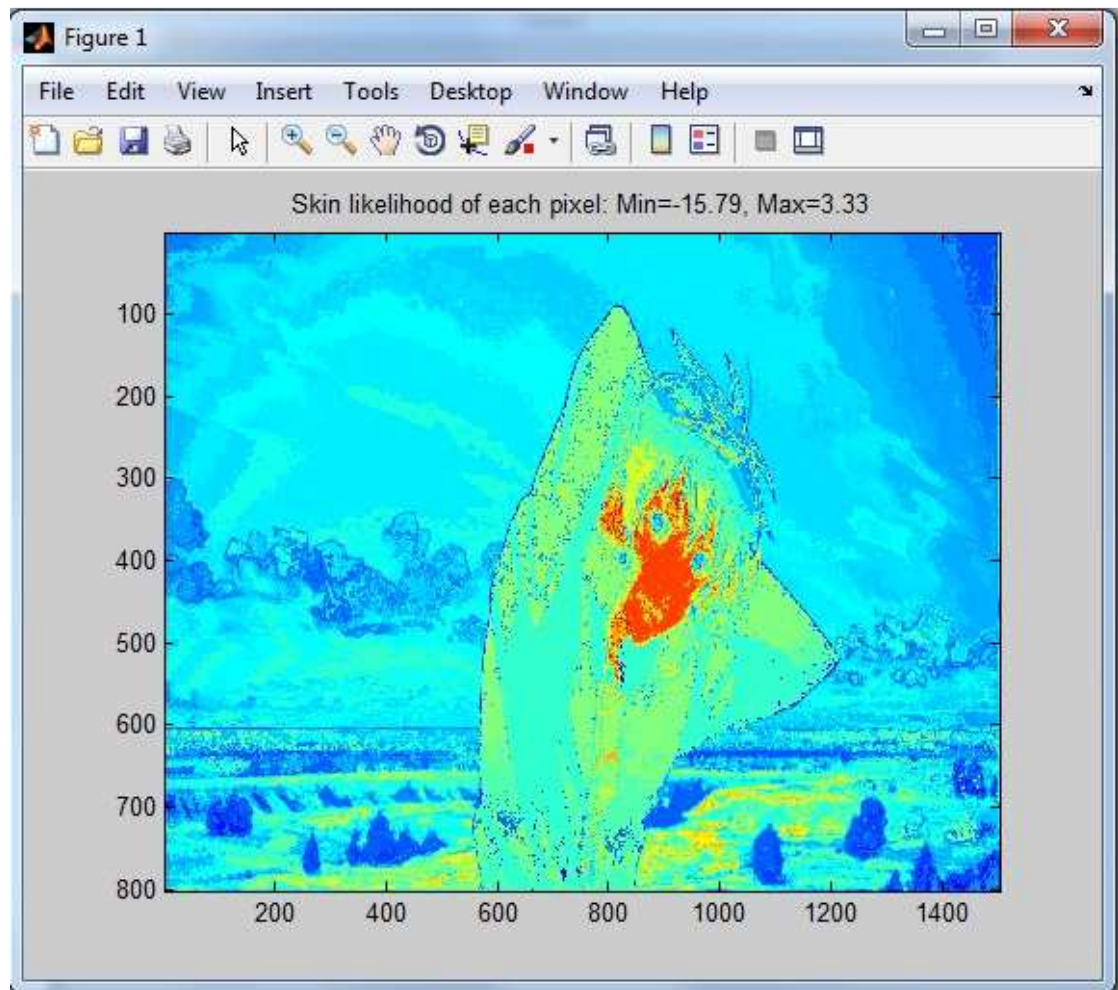 Figure 1
File Edit View Insert Tools Desktop Window Help
Skin likelihood of each pixel: Min=-15.79, Max=3.33
100
200
300
400
500
600
700
800
200 400 600 800 1000 1200 1400